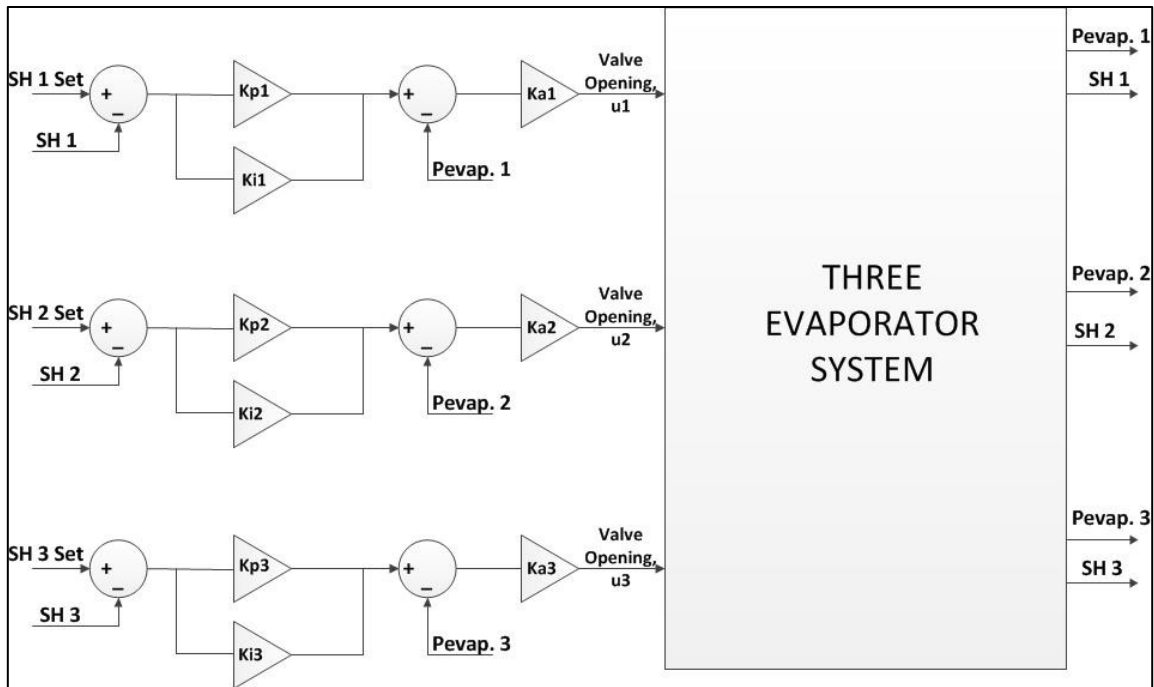 SH 1 Set
+
−
SH 1
Kp1
Ki1
+
−
Pevap. 1
Ka1
Valve
Opening,
u1
SH 2 Set
+
−
SH 2
Kp2
Ki2
+
−
Pevap. 2
Ka2
Valve
Opening,
u2
SH 3 Set
+
−
SH 3
Kp3
Ki3
+
−
Pevap. 3
Ka3
Valve
Opening,
u3
THREE
EVAPORATOR
SYSTEM
Pevap. 1
SH 1
Pevap. 2
SH 2
Pevap. 3
SH 3